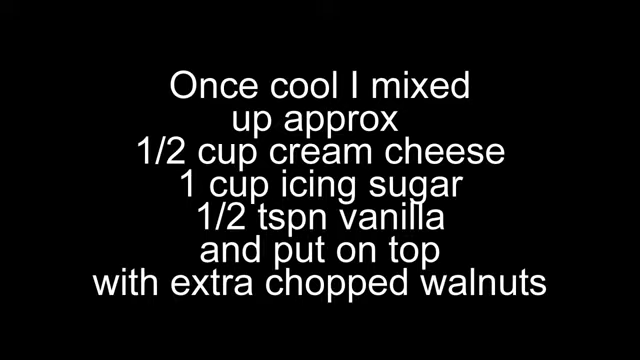 Once cool I mixed
up approx
1/2 cup cream cheese
1 cup icing sugar
1/2 tspn vanilla
and put on top
with extra chopped walnuts